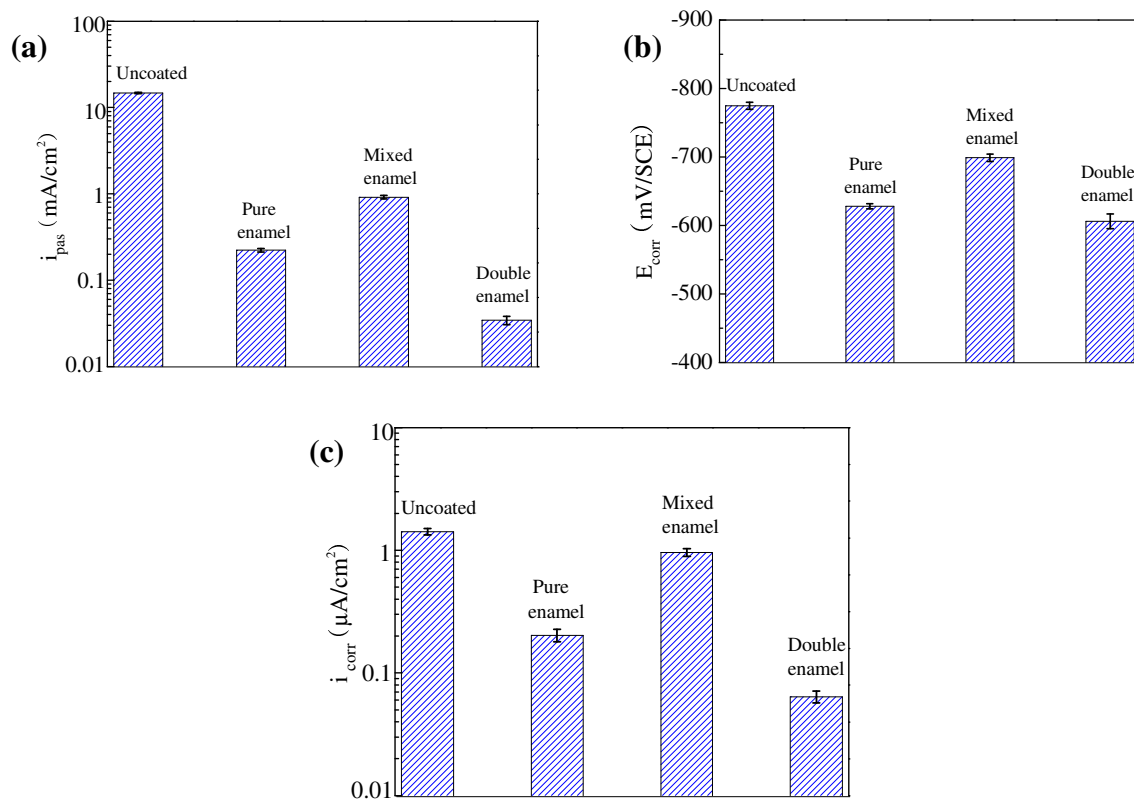 (a)
100
10
1
0.1
0.01
i_pas (mA/cm²)
Uncoated
Pure
enamel
Mixed
enamel
Double
enamel
(b)
-900
-800
-700
-600
-500
-400
E_corr (mV/SCE)
Uncoated
Pure
enamel
Mixed
enamel
Double
enamel
(c)
10
1
0.1
0.01
i_corr (μA/cm²)
Uncoated
Pure
enamel
Mixed
enamel
Double
enamel